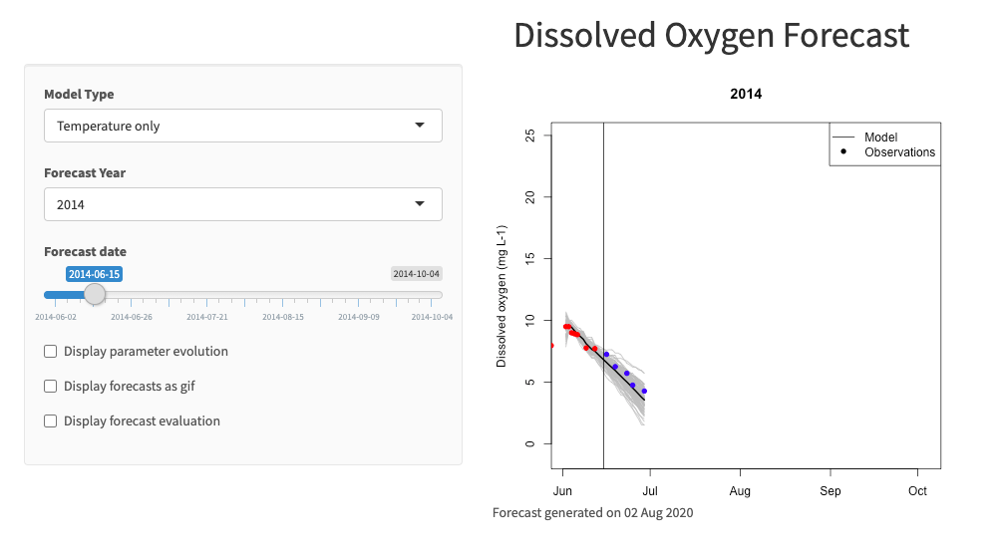 Dissolved Oxygen Forecast
Model Type
Temperature only
Forecast Year
2014
Forecast date
2014-06-15
2014-10-04
2014-06-02 2014-06-26 2014-07-21 2014-08-15 2014-09-09 2014-10-04
Display parameter evolution
Display forecasts as gif
Display forecast evaluation
2014
Model
Observations
Dissolved oxygen (mg L-1)
25
20
15
10
5
0
Jun Jul Aug Sep Oct
Forecast generated on 02 Aug 2020